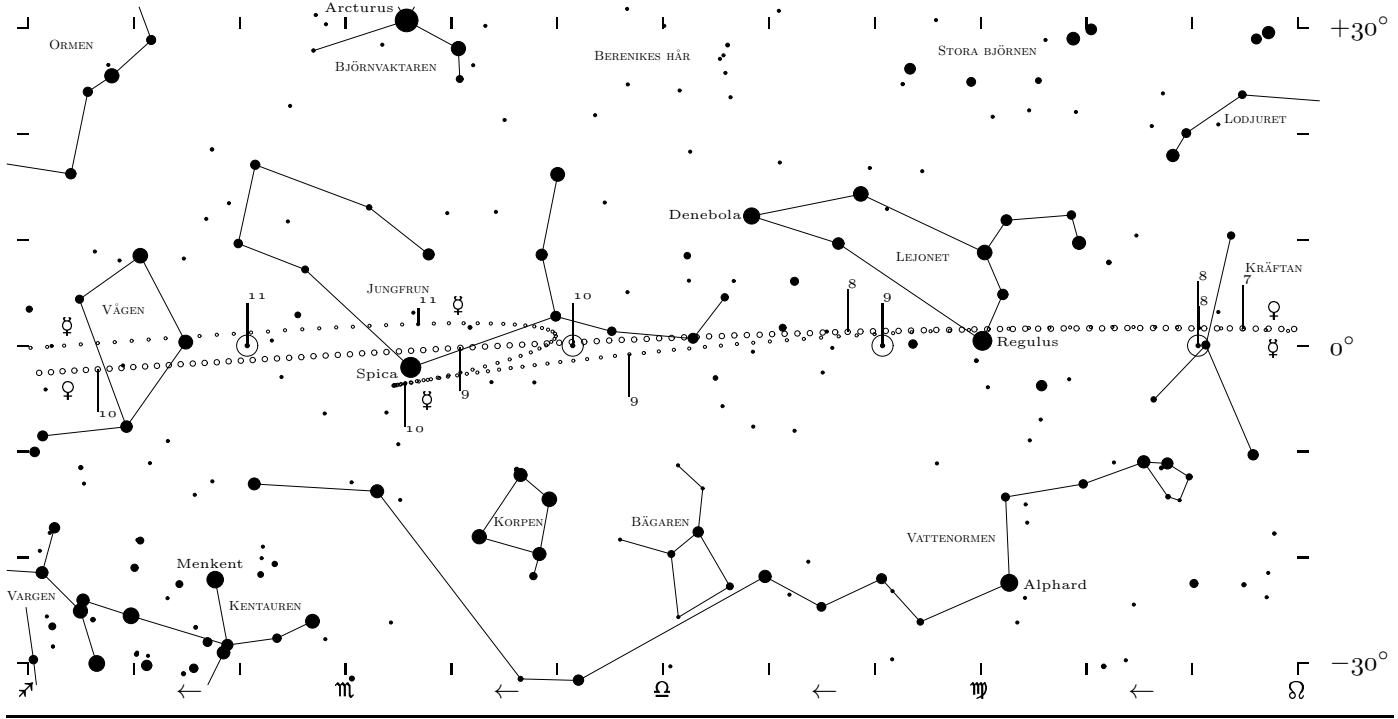 Arcturus
+30°
Ormen
Björnvaktaren
Berenikes hår
Stora björnen
Lodjuret
Denebola
Lejonet
Kräftan
Jungfrun
Vågen
11
11
☿
10
8
9
8
8
7
♀
☿
Regulus
☿
0°
Spica
♀
☿
10
9
10
9
Korpen
Bägaren
Vattenormen
Menkent
Alphard
Vargen
Kentauren
−30°
♐ ← ♏ ← ♎ ← ♍ ← ☊